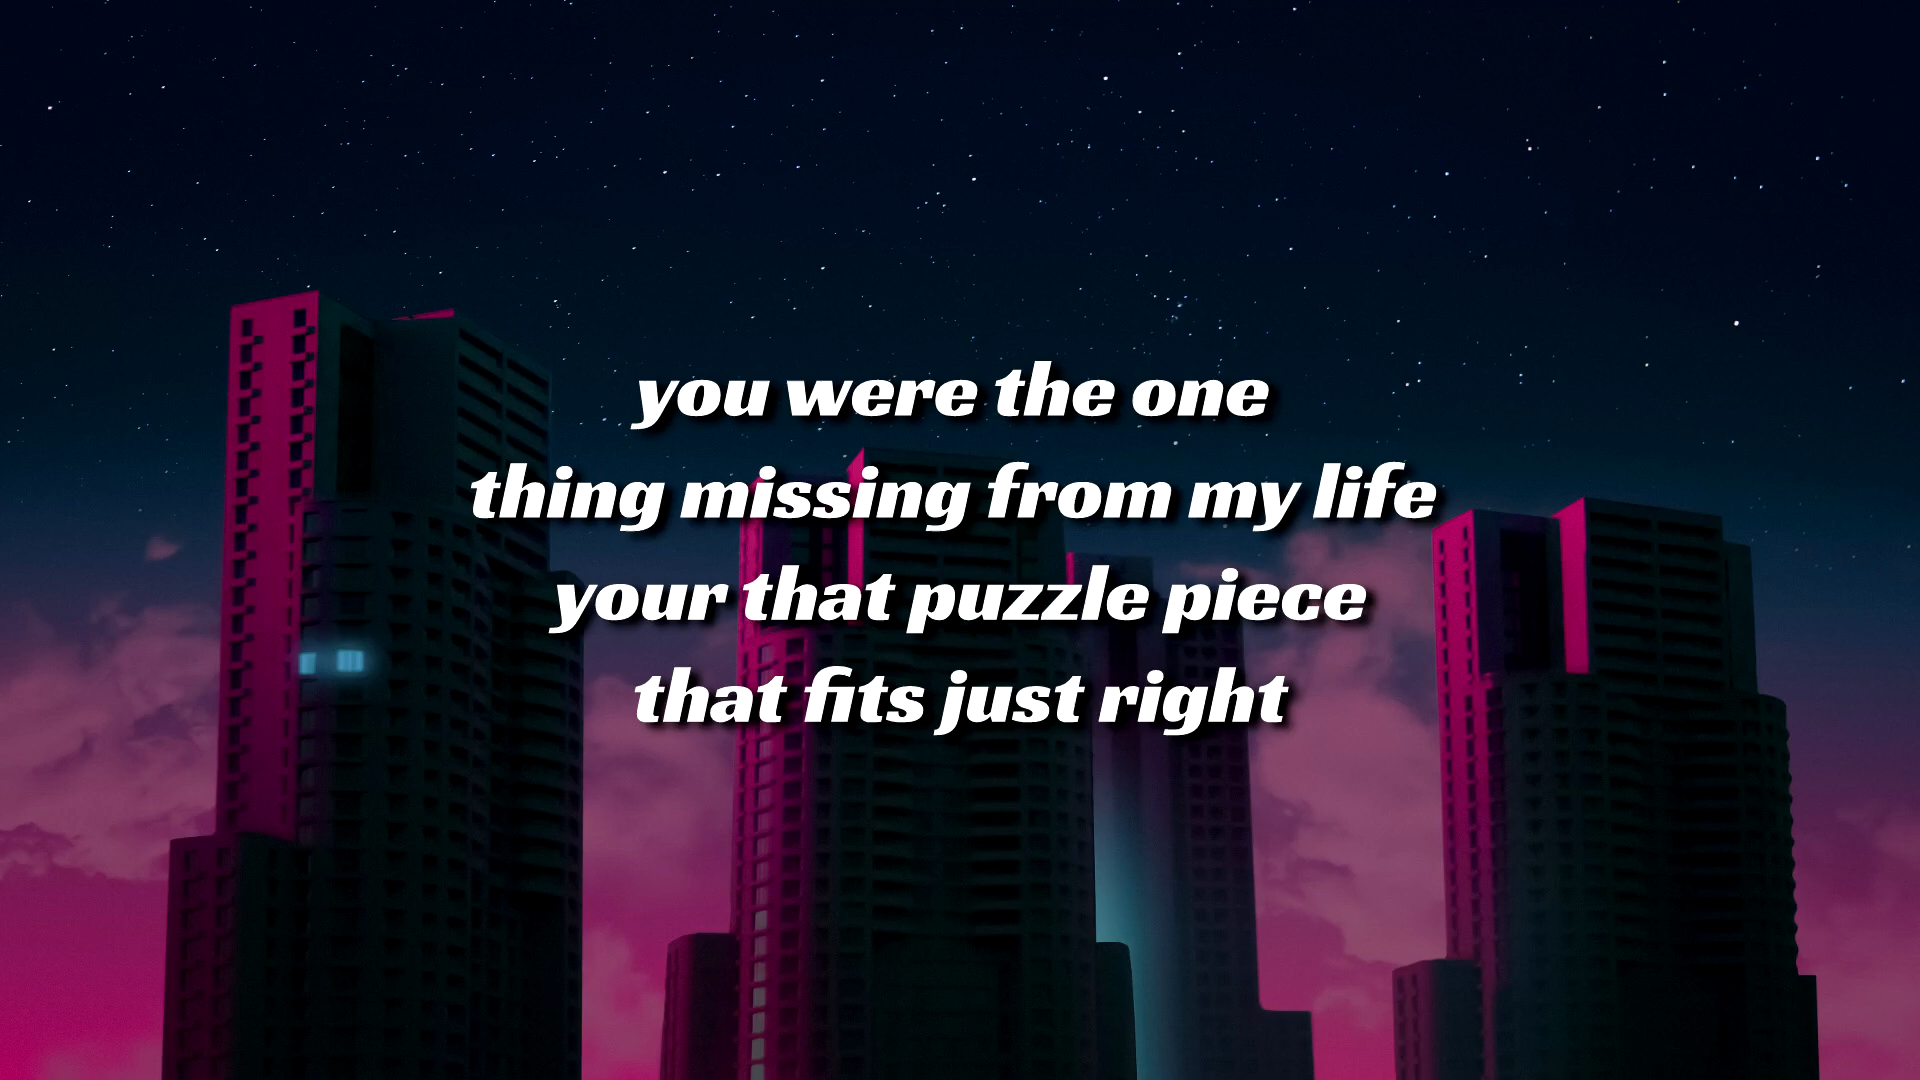 you were the one
thing missing from my life
your that puzzle piece
that fits just right